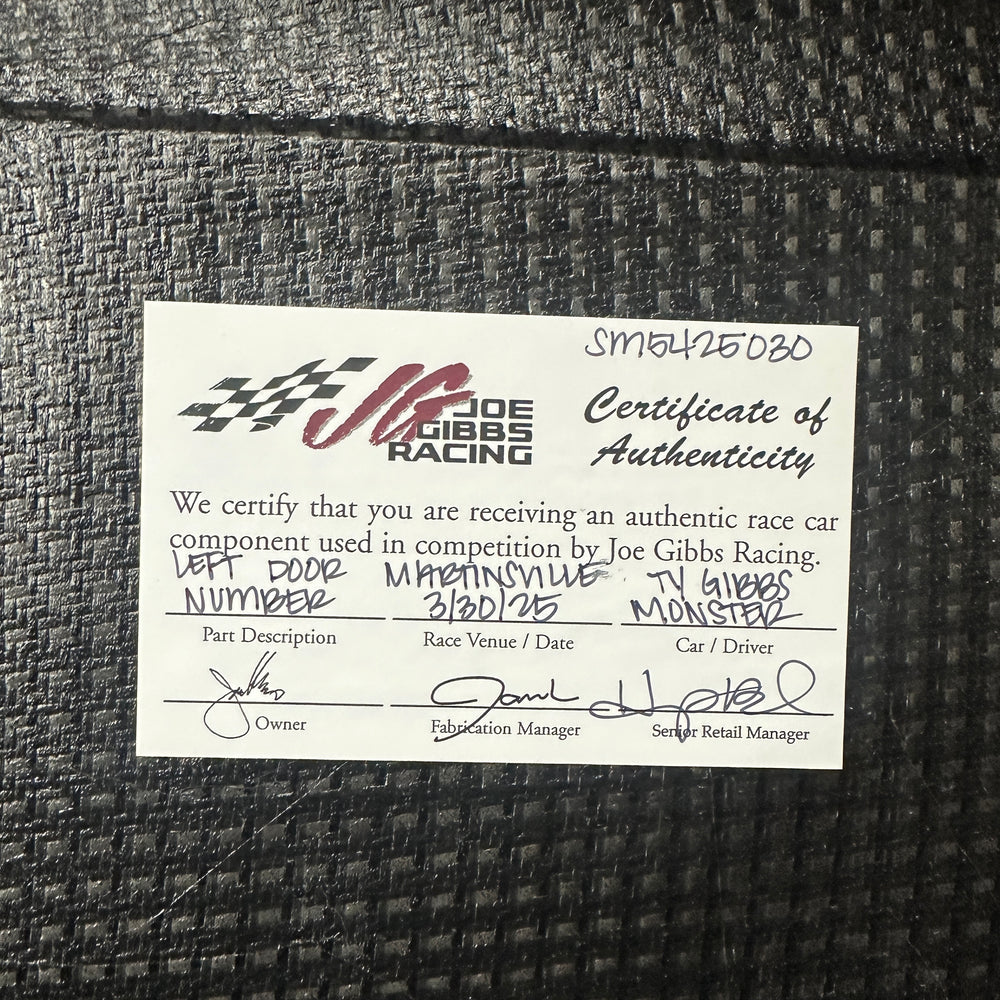 SM5425030
JG JOE
GIBBS
RACING
Certificate of
Authenticity
We certify that you are receiving an authentic race car
component used in competition by Joe Gibbs Racing.
LEFT DOOR
NUMBER
MARTINSVILLE
3/30/25
TY GIBBS
MONSTER
Part Description
Race Venue / Date
Car / Driver
Owner
Fabrication Manager
Senior Retail Manager